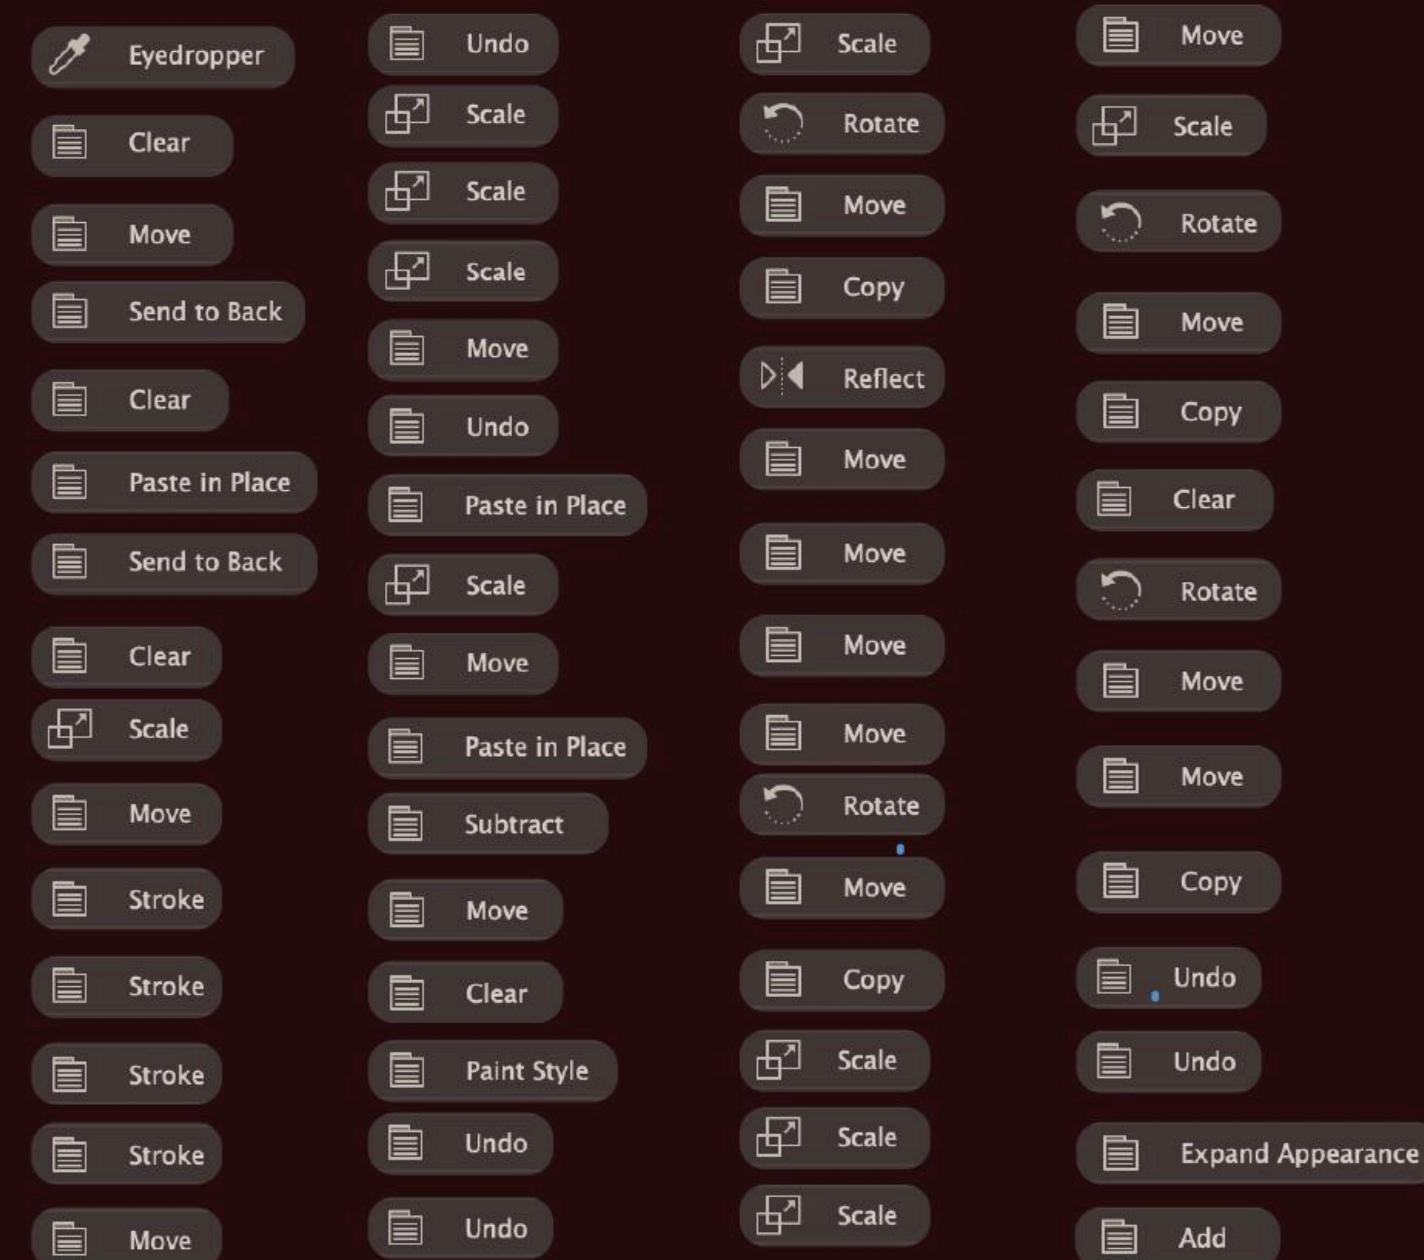 Eyedropper
Clear
Move
Send to Back
Clear
Paste in Place
Send to Back
Clear
Scale
Move
Stroke
Stroke
Stroke
Stroke
Move
Undo
Scale
Scale
Scale
Move
Undo
Paste in Place
Scale
Move
Paste in Place
Subtract
Move
Clear
Paint Style
Undo
Undo
Scale
Rotate
Move
Copy
Reflect
Move
Move
Move
Move
Rotate
Move
Copy
Scale
Scale
Scale
Move
Scale
Rotate
Move
Copy
Clear
Rotate
Move
Move
Copy
Undo
Undo
Expand Appearance
Add